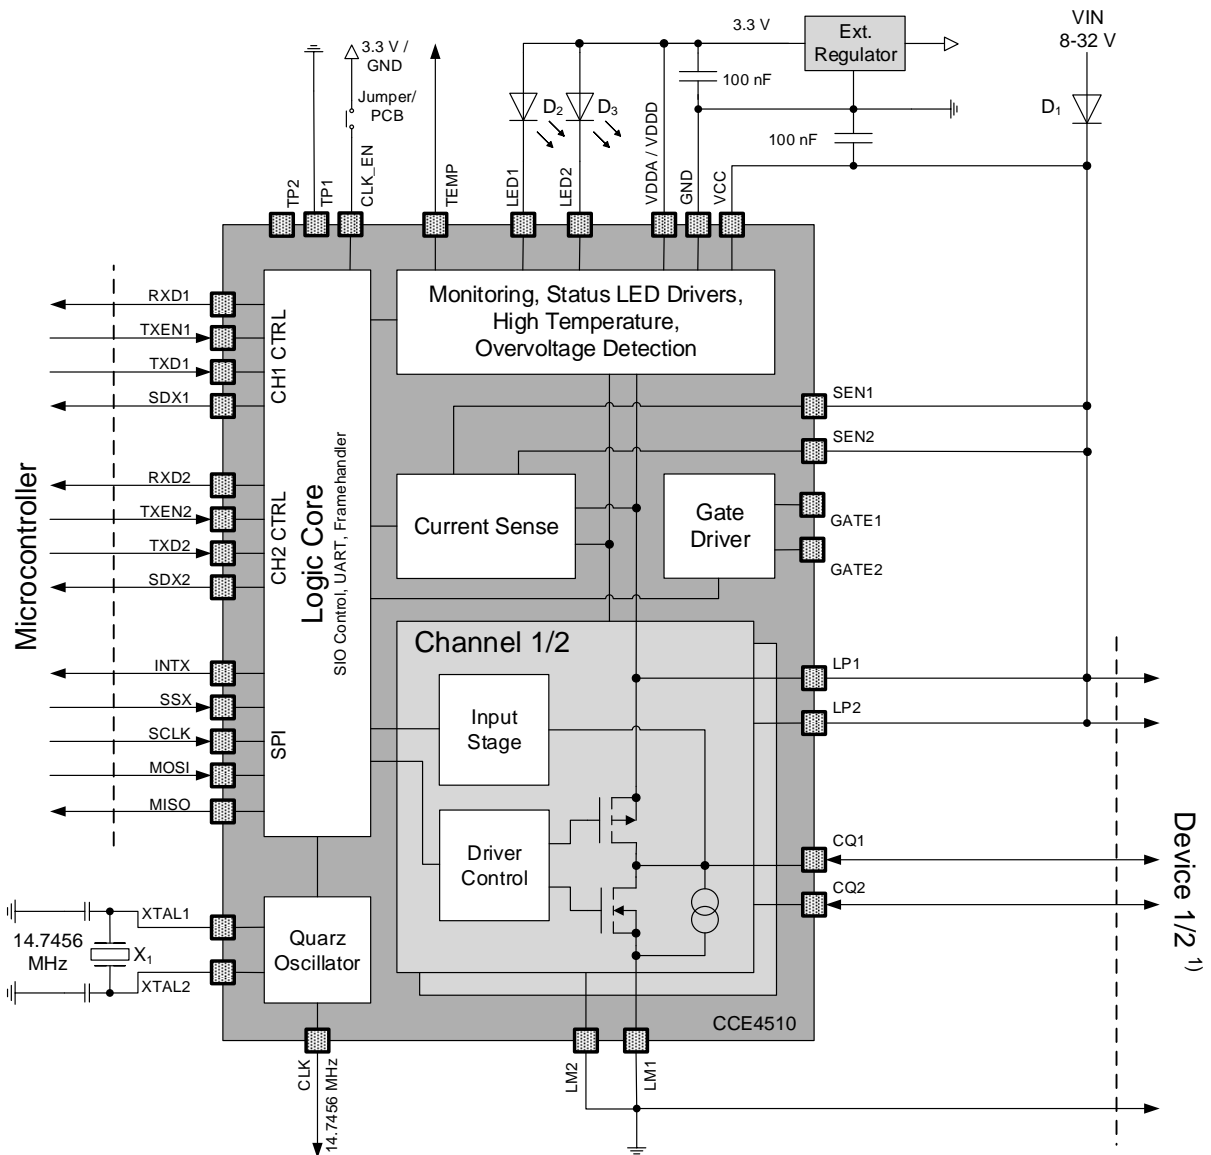 VIN
8-32 V
3.3 V
Ext.
Regulator
3.3 V /
GND
Jumper/
PCB
100 nF
D2
D3
D1
100 nF
TP2
TP1
CLK_EN
TEMP
LED1
LED2
VDDA / VDDD
GND
VCC
Microcontroller
RXD1
TXEN1
TXD1
SDX1
RXD2
TXEN2
TXD2
SDX2
INTX
SSX
SCLK
MOSI
MISO
CH1 CTRL
CH2 CTRL
SPI
Logic Core
SIO Control, UART, Framehandler
Monitoring, Status LED Drivers,
High Temperature,
Overvoltage Detection
SEN1
SEN2
Current Sense
Gate
Driver
GATE1
GATE2
Channel 1/2
LP1
LP2
Input
Stage
Driver
Control
CQ1
CQ2
Device 1/2 1)
XTAL1
14.7456
MHz
X1
XTAL2
Quarz
Oscillator
CCE4510
CLK
14.7456 MHz
LM2
LM1